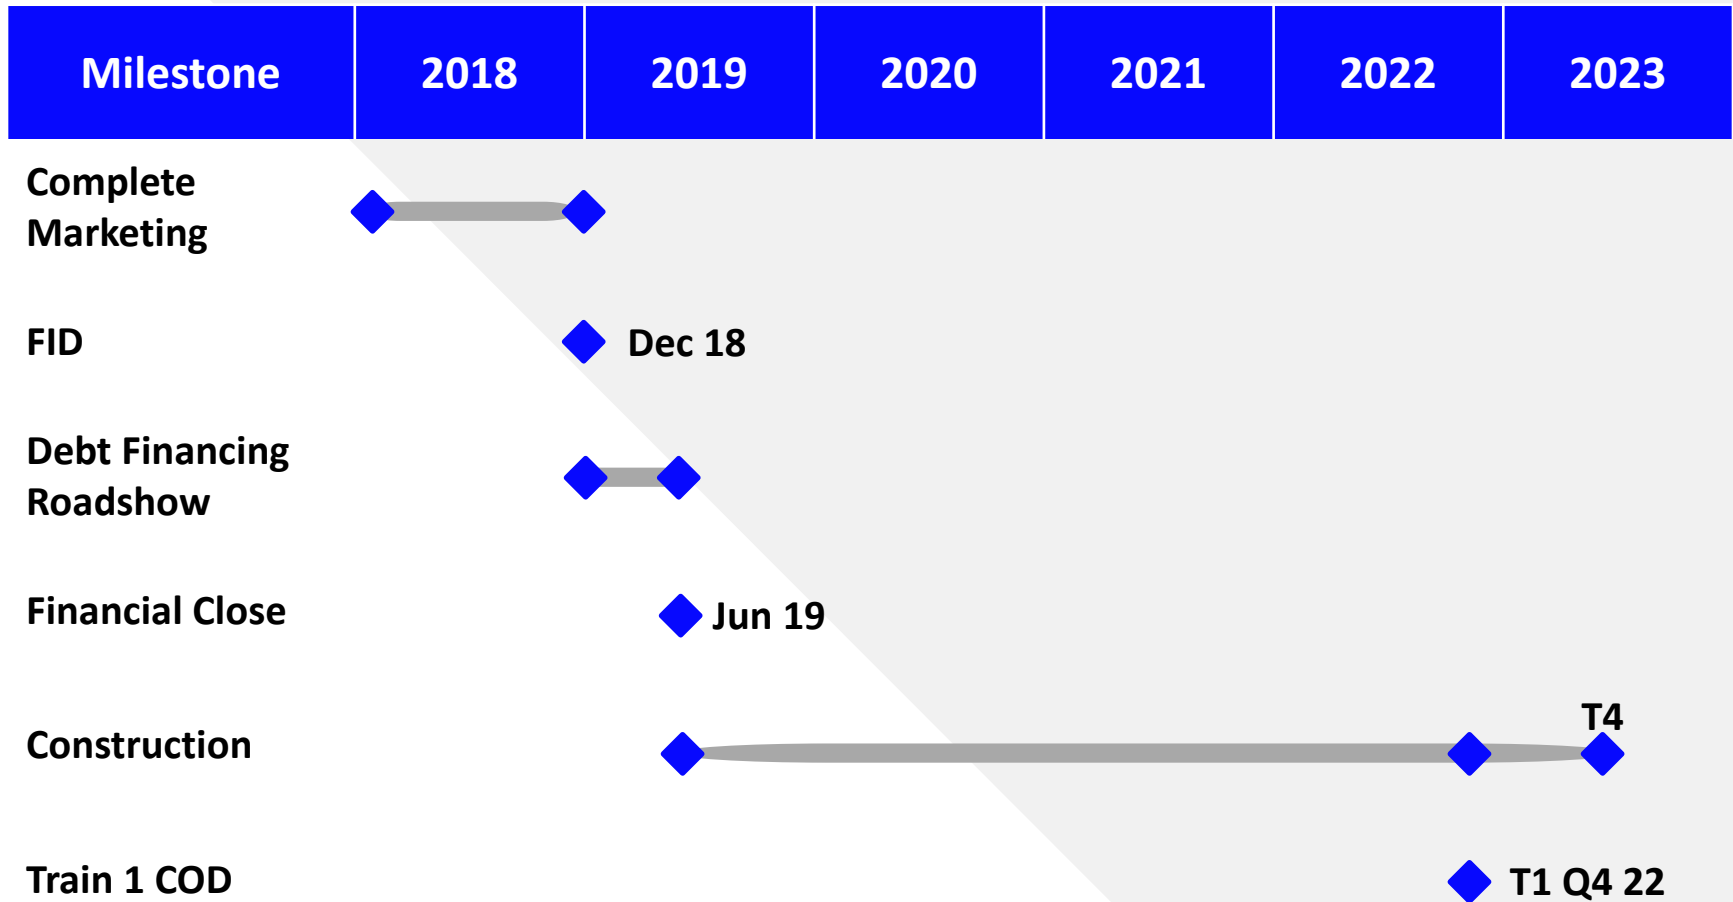 Milestone 2018 2019 2020 2021 2022 2023
Complete
Marketing
FID
Dec 18
Debt Financing
Roadshow
Financial Close
Jun 19
T4
Construction
Train 1 COD
T1 Q4 22